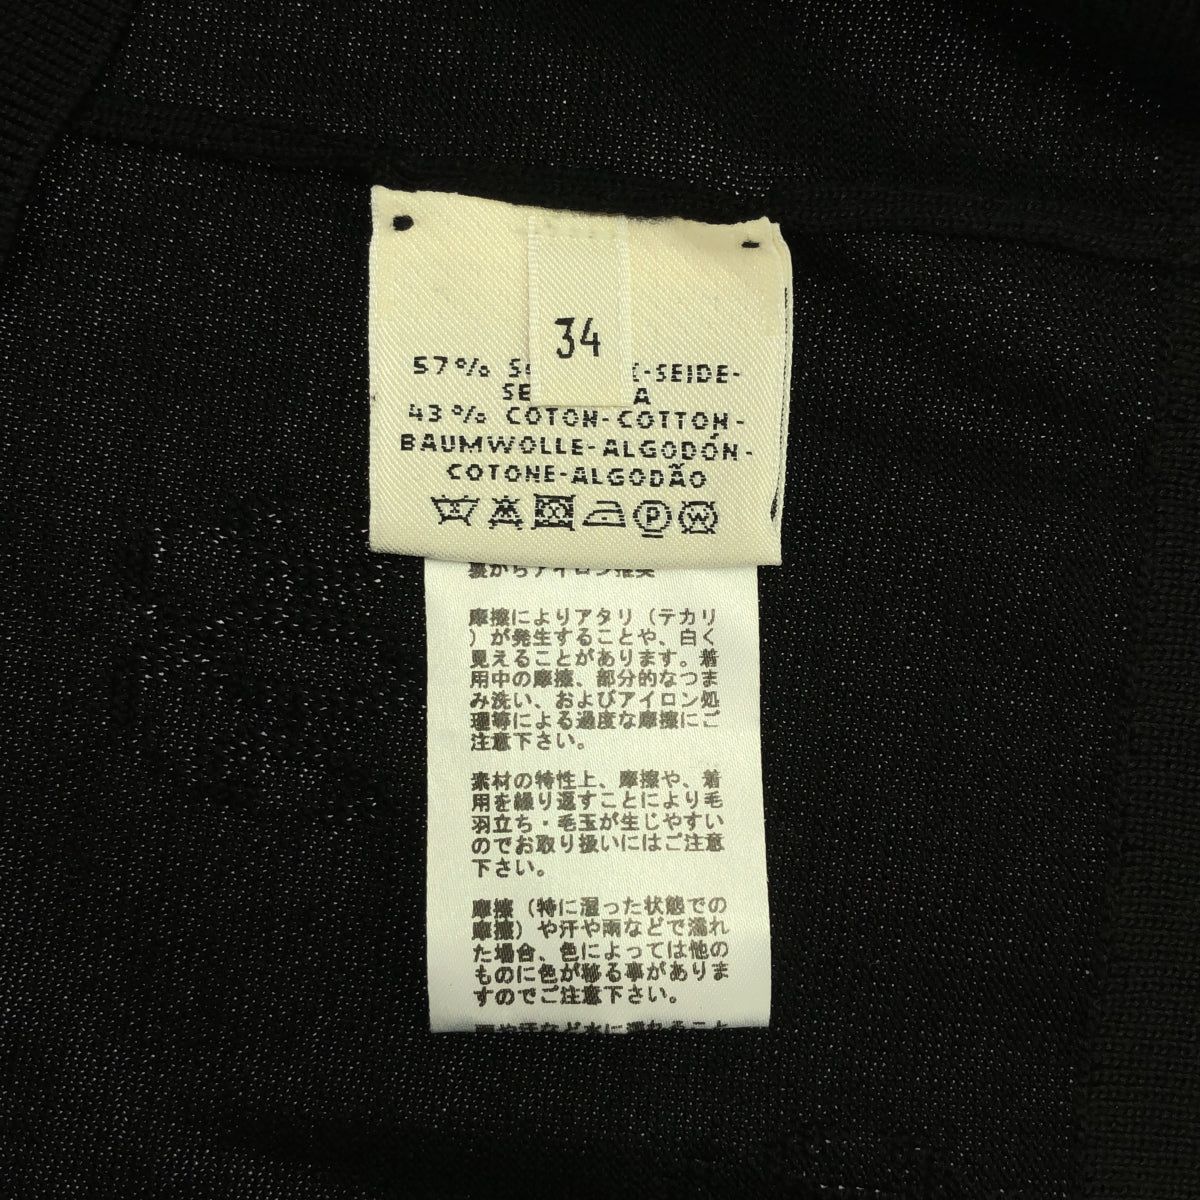 34
57% -SEIDE-
43% COTON-COTTON-
BAUMWOLLE-ALGODÓN-
COTONE-ALGODÃO
P W
裏からアイロン推奨
摩擦によりアタリ（テカリ
）が発生することや、白く
見えることがあります。着
用中の摩擦、部分的なつま
み洗い、およびアイロン処
理等による過度な摩擦にご
注意下さい。
素材の特性上、摩擦や、着
用を繰り返すことにより毛
羽立ち・毛玉が生じやすい
のでお取り扱いにはご注意
下さい。
摩擦（特に湿った状態での
摩擦）や汗や雨などで濡れ
た場合、色によっては他の
ものに色が移る事がありま
すのでご注意下さい。